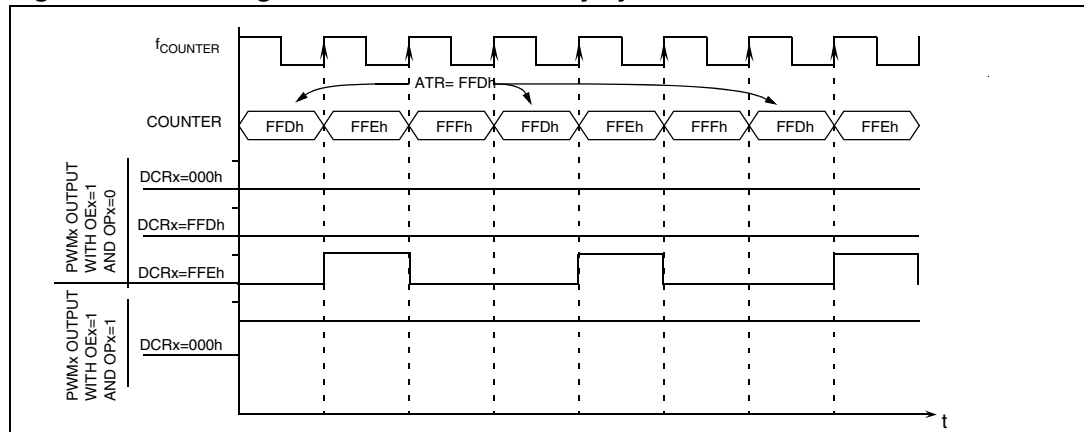 fCOUNTER
ATR= FFDh
COUNTER
FFDh FFEh FFFh FFDh FFEh FFFh FFDh FFEh
PWMx OUTPUT
WITH OEx=1
AND OPx=0
DCRx=000h
DCRx=FFDh
DCRx=FFEh
PWMx OUTPUT
WITH OEx=1
AND OPx=1
DCRx=000h
t